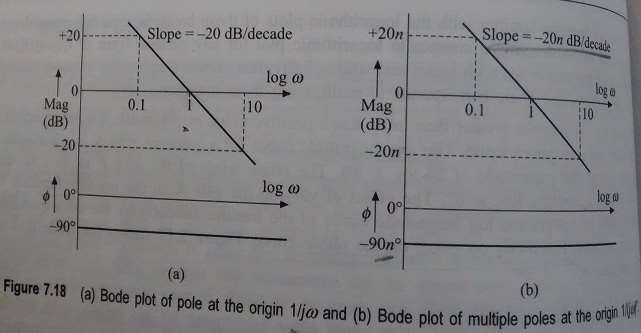 +20
Slope = –20 dB/decade
log ω
0
0.1
1
10
Mag
(dB)
–20
log ω
ϕ
0°
–90°
(a)
+20n
Slope = –20n dB/decade
log ω
0
0.1
1
10
Mag
(dB)
–20n
log ω
ϕ
0°
–90n°
(b)
Figure 7.18 (a) Bode plot of pole at the origin 1/jω and (b) Bode plot of multiple poles at the origin